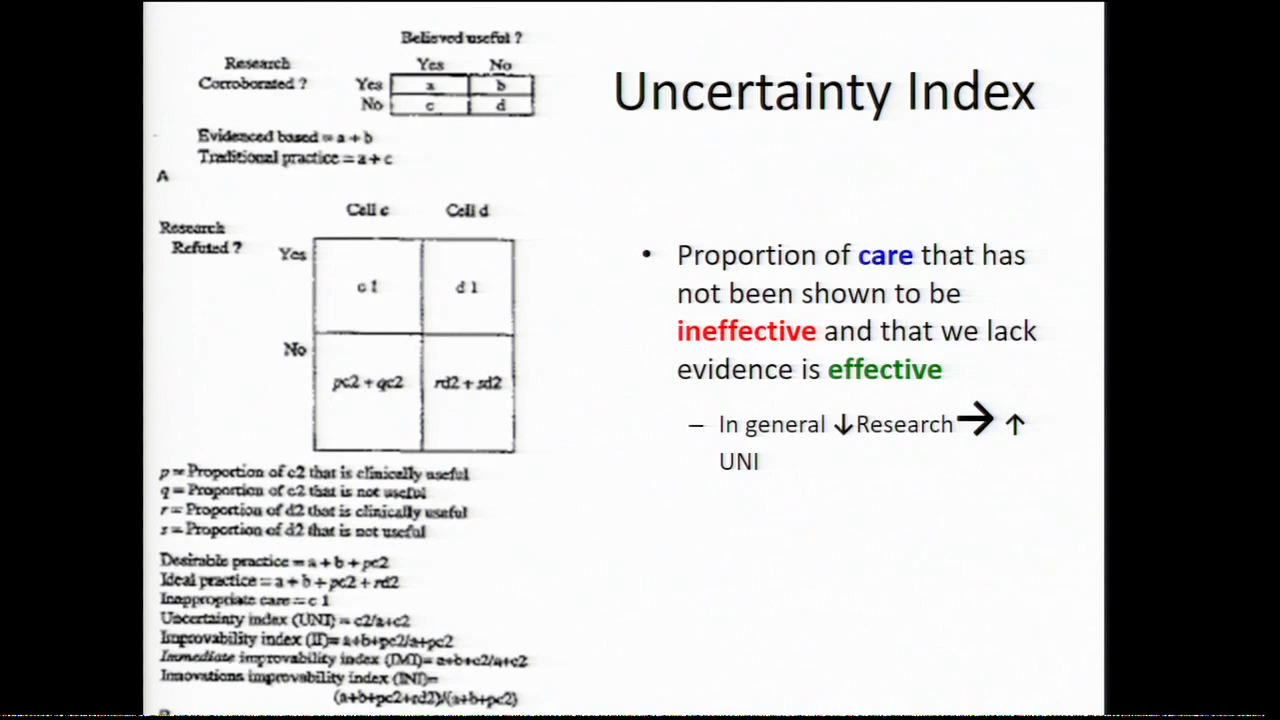 Believed useful ?
Research Yes No
Corroborated ? Yes a b
No c d
Evidenced based = a + b
Traditional practice = a + c
A
Cell c Cell d
Research
Refuted ? Yes
c 1 d 1
No
pc2 + qc2 rd2 + sd2
p = Proportion of c2 that is clinically useful
q = Proportion of c2 that is not useful
r = Proportion of d2 that is clinically useful
s = Proportion of d2 that is not useful
Desirable practice = a + b + pc2
Ideal practice = a + b + pc2 + rd2
Inappropriate care = c 1
Uncertainty index (UNI) = c2/a+c2
Improvability index (II)= a+b+pc2/a+pc2
Immediate improvability index (IMI)= a+b+c2/a+c2
Innovations improvability index (INI)=
(a+b+pc2+rd2)/(a+b+pc2)
Uncertainty Index
• Proportion of care that has
not been shown to be
ineffective and that we lack
evidence is effective
– In general ↓Research→ ↑
UNI